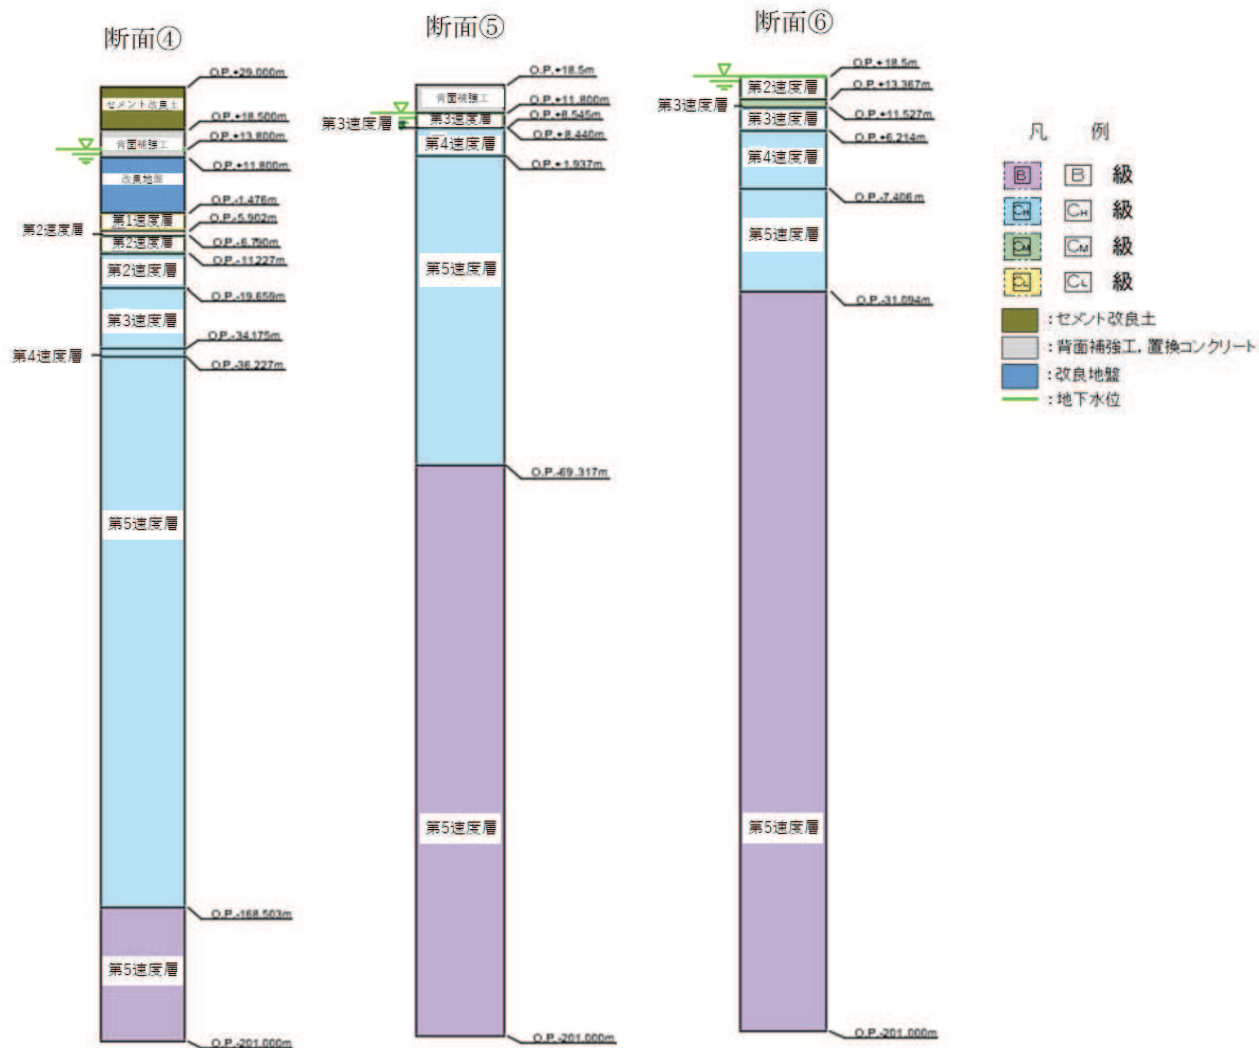 断面④
O.P.+29.000m
セメント改良土
O.P.+18.500m
背面補強工
O.P.+13.800m
O.P.+11.800m
改良地盤
O.P.-1.476m
第1速度層
O.P.-5.902m
第2速度層
O.P.-6.790m
第2速度層
O.P.-11.227m
第2速度層
O.P.-19.659m
第3速度層
O.P.-34.175m
第4速度層
O.P.-36.227m
第5速度層
O.P.-168.503m
第5速度層
O.P.-201.000m
断面⑤
O.P.+18.5m
背面補強工
O.P.+11.800m
第3速度層
O.P.+8.545m
第3速度層
O.P.+8.440m
第4速度層
O.P.+1.937m
第5速度層
O.P.-69.317m
第5速度層
O.P.-201.000m
断面⑥
O.P.+18.5m
第2速度層
O.P.+13.367m
第3速度層
O.P.+11.527m
第3速度層
O.P.+6.214m
第4速度層
O.P.-7.406m
第5速度層
O.P.-31.094m
第5速度層
O.P.-201.000m
凡 例
B B 級
CH CH 級
CM CM 級
CL CL 級
:セメント改良土
:背面補強工,置換コンクリート
:改良地盤
:地下水位